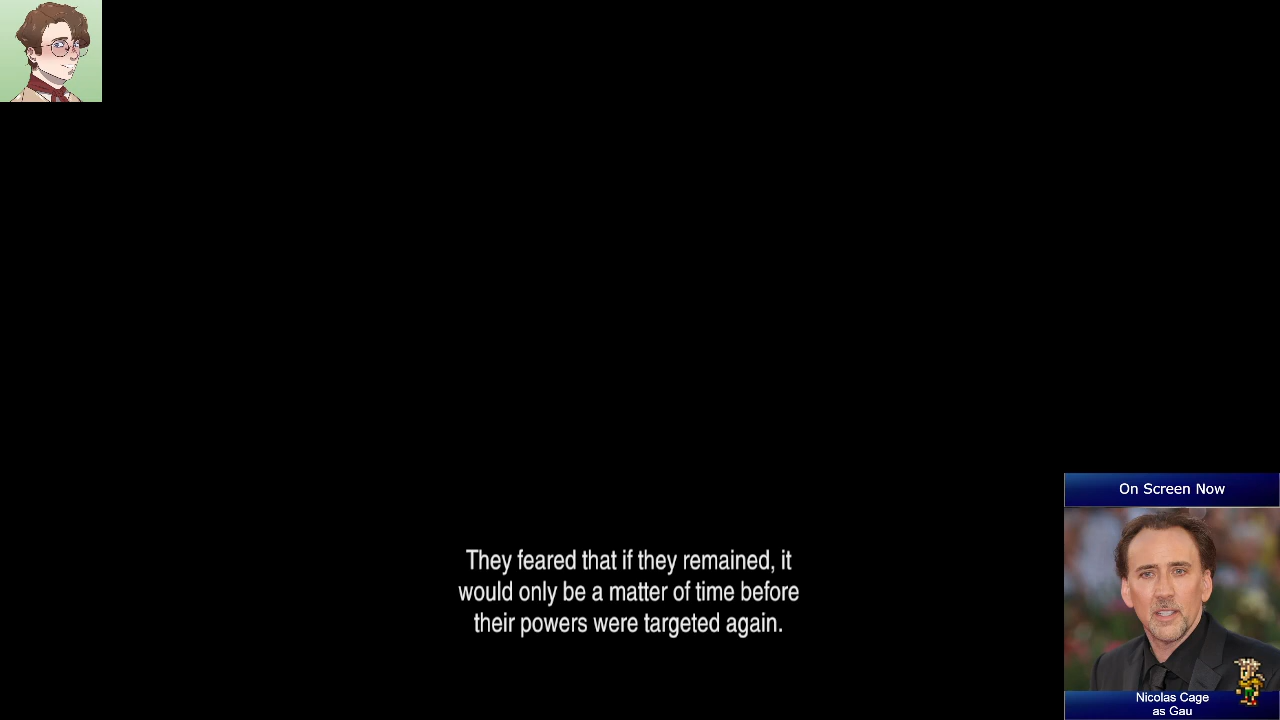 They feared that if they remained, it
would only be a matter of time before
their powers were targeted again.
On Screen Now
Nicolas Cage
as Gau